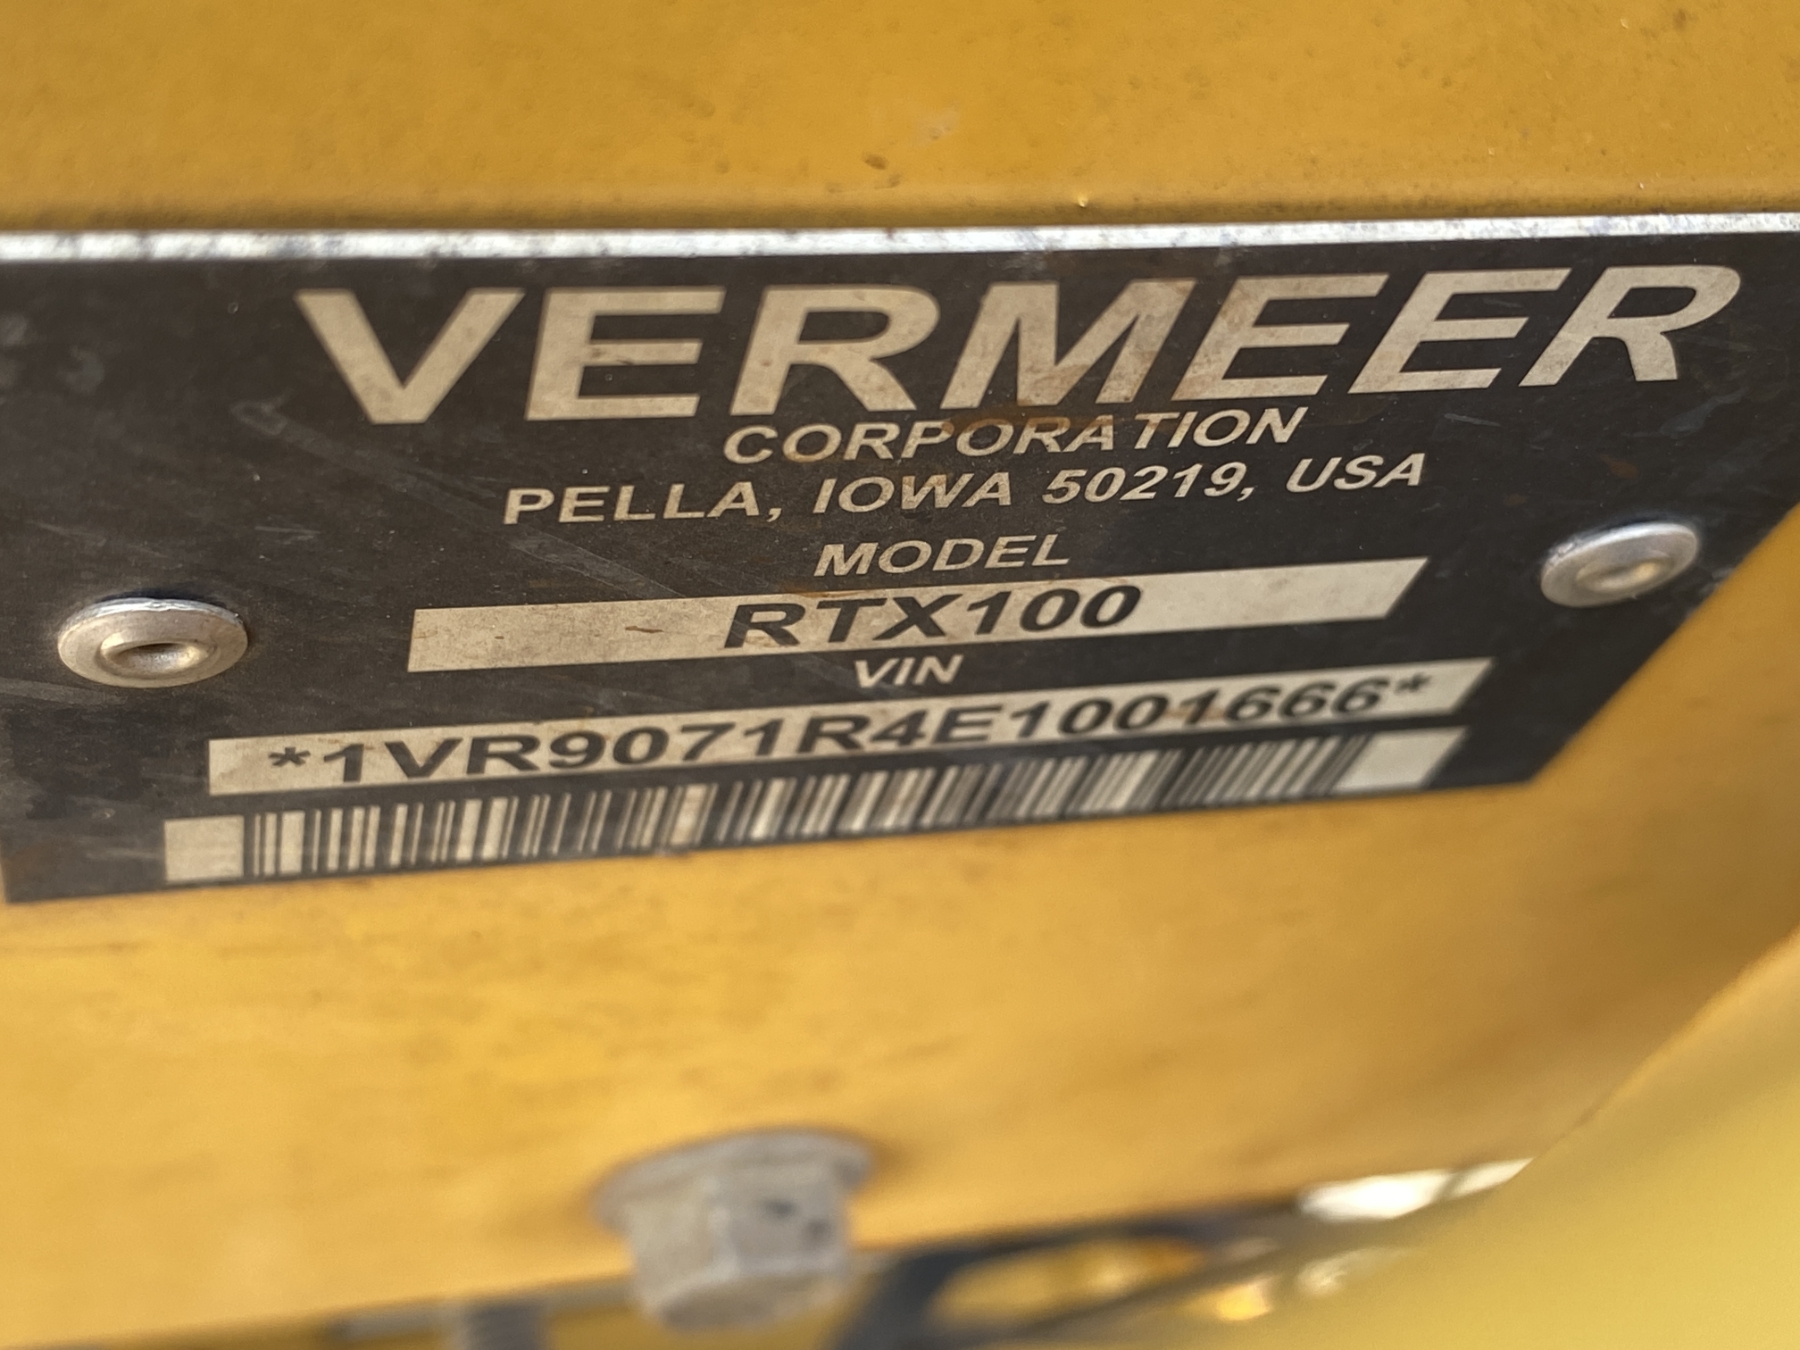 VERMEER
CORPORATION
PELLA, IOWA 50219, USA
MODEL
RTX100
VIN
*1VR9071R4E1001666*